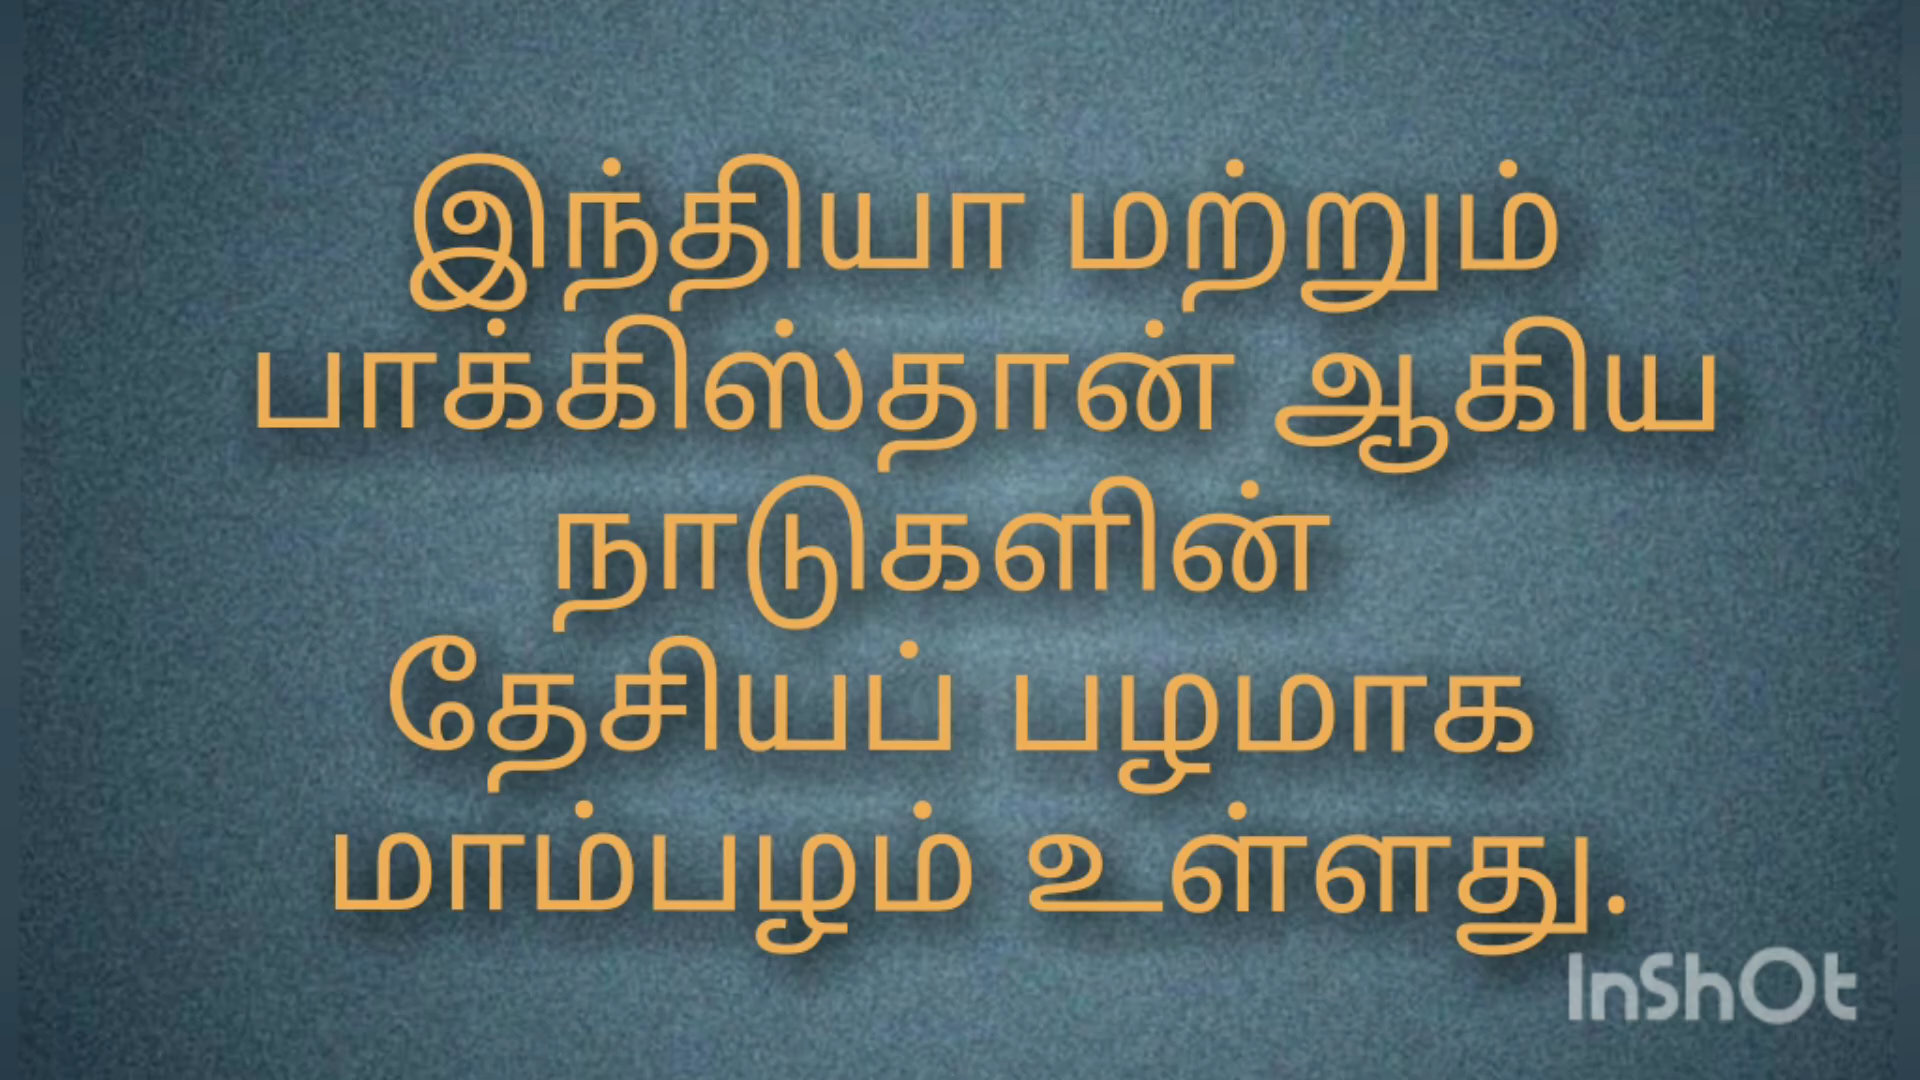 இந்தியா மற்றும்
பாக்கிஸ்தான் ஆகிய
நாடுகளின்
தேசியப் பழமாக
மாம்பழம் உள்ளது.
InShOt